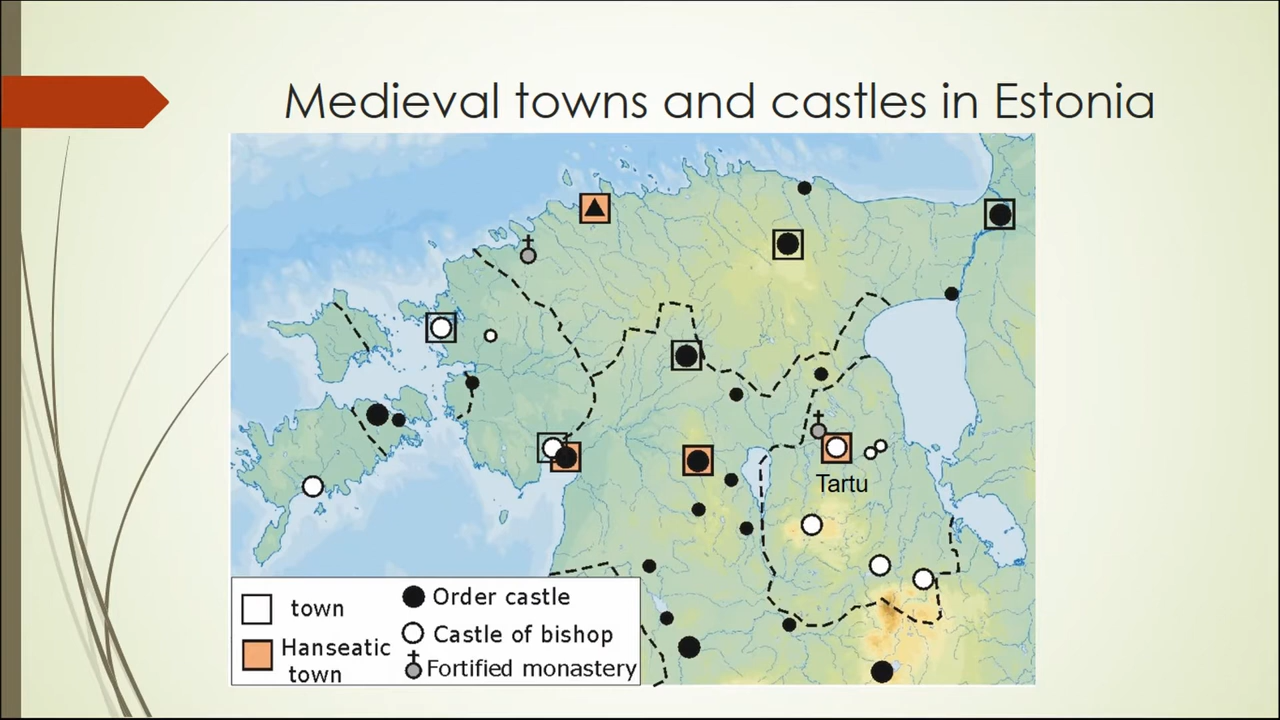 Medieval towns and castles in Estonia
Tartu
town
Hanseatic
town
Order castle
Castle of bishop
Fortified monastery